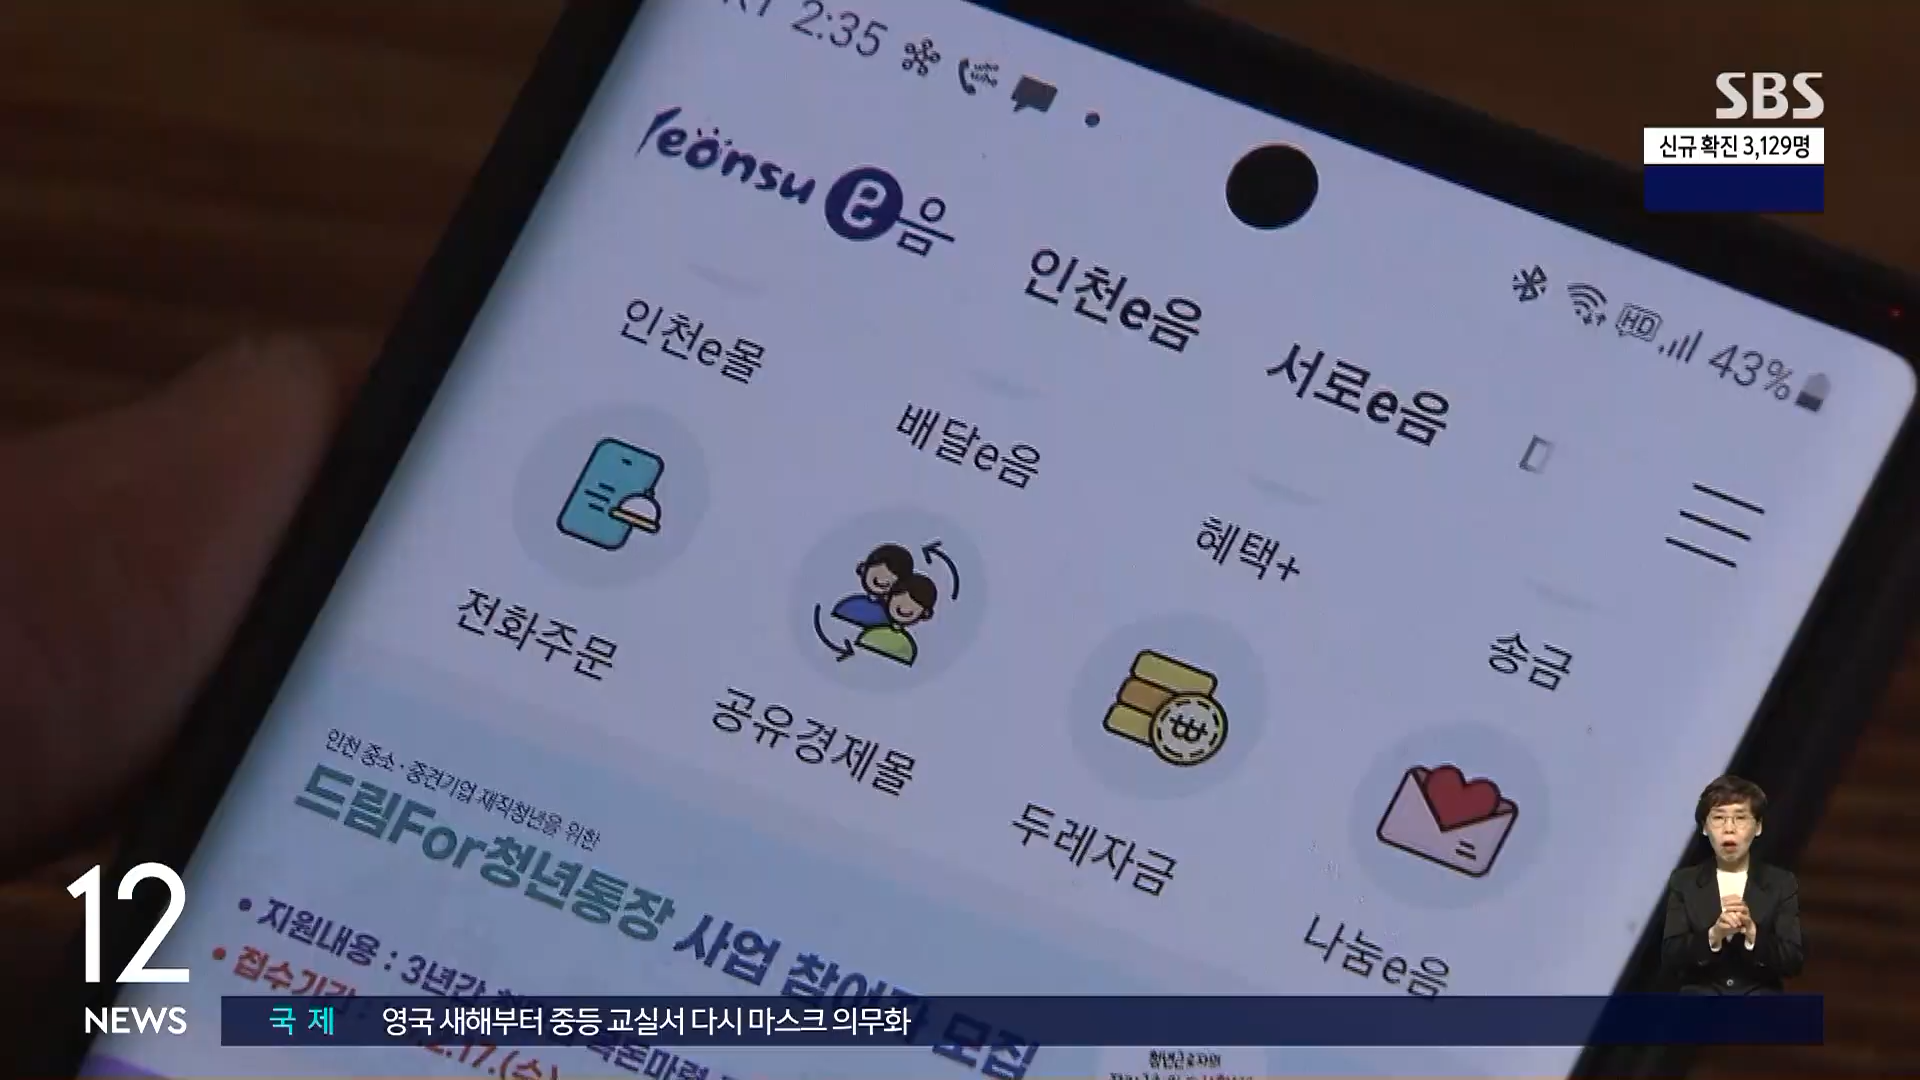 2:35
SBS
신규 확진 3,129명
yeonsu e음
인천e음
서로e음
HD
43%
인천e몰
배달e음
혜택+
송금
전화주문
공유경제몰
두레자금
나눔e음
인천 중소·중견기업 재직청년을 위한
드림For청년통장 사업 참여자 모집
• 지원내용 : 3년간
• 접수기간 :
12
NEWS
국 제 영국 새해부터 중등 교실서 다시 마스크 의무화